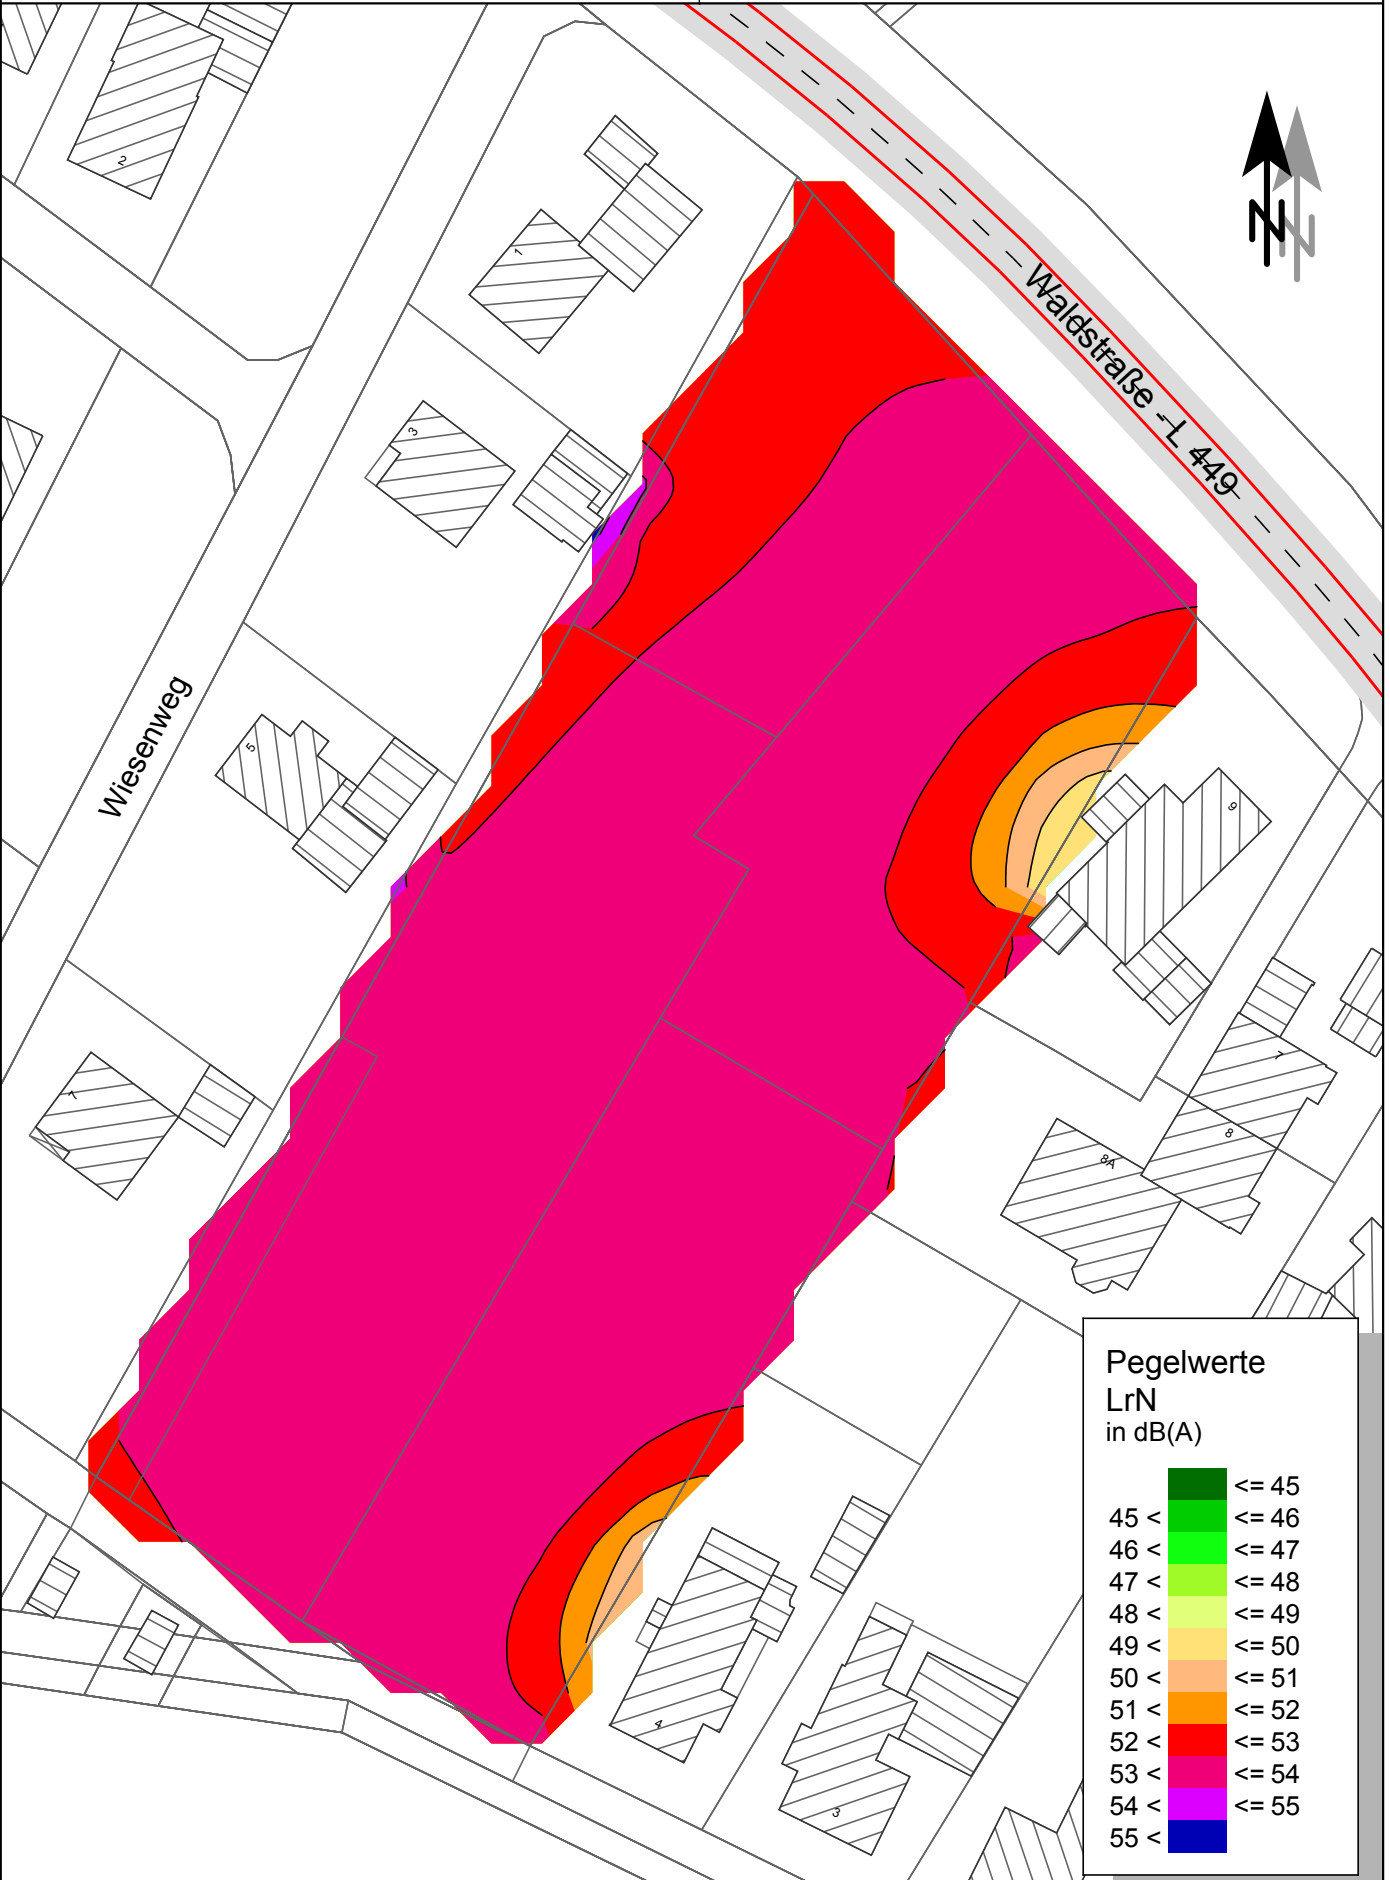 2
1
N
Waldstraße - L 449
3
Wiesenweg
5
9
7
7
8
8A
4
3
Pegelwerte
LrN
in dB(A)
<= 45
45 < <= 46
46 < <= 47
47 < <= 48
48 < <= 49
49 < <= 50
50 < <= 51
51 < <= 52
52 < <= 53
53 < <= 54
54 < <= 55
55 <